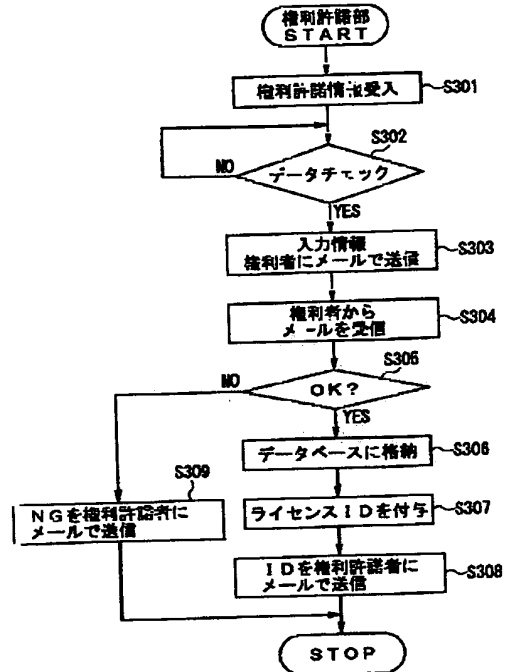 権利許諾部
START
権利許諾情報受入
S301
S302
NO
データチェック
YES
入力情報
権利者にメールで送信
S303
権利者から
メールを受信
S304
S305
NO
OK?
YES
データベースに格納
S306
S309
NGを権利許諾者に
メールで送信
ライセンスIDを付与
S307
IDを権利許諾者に
メールで送信
S308
STOP